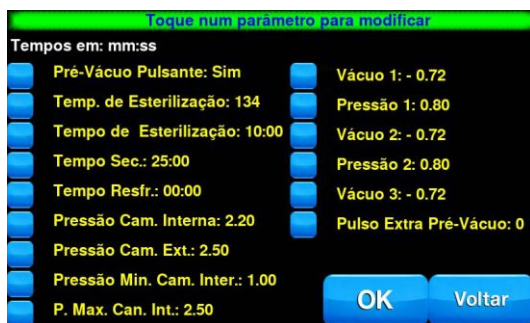 Toque num parâmetro para modificar
Tempos em: mm:ss
Pré-Vácuo Pulsante: Sim
Temp. de Esterilização: 134
Tempo de Esterilização: 10:00
Tempo Sec.: 25:00
Tempo Resfr.: 00:00
Pressão Cam. Interna: 2.20
Pressão Cam. Ext.: 2.50
Pressão Min. Cam. Inter.: 1.00
P. Max. Can. Int.: 2.50
Vácuo 1: - 0.72
Pressão 1: 0.80
Vácuo 2: - 0.72
Pressão 2: 0.80
Vácuo 3: - 0.72
Pulso Extra Pré-Vácuo: 0
OK
Voltar